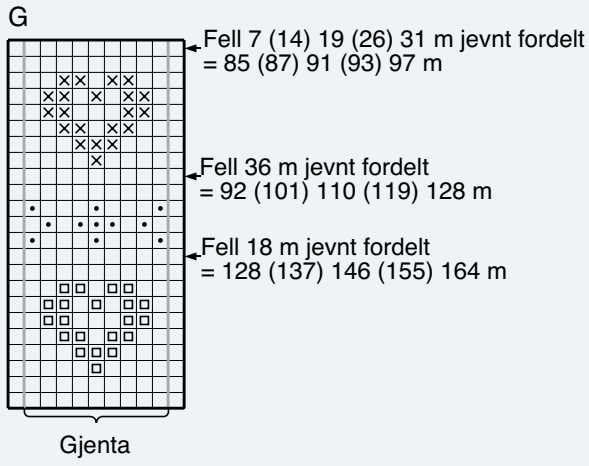 G
Fell 7 (14) 19 (26) 31 m jevnt fordelt
= 85 (87) 91 (93) 97 m
Fell 36 m jevnt fordelt
= 92 (101) 110 (119) 128 m
Fell 18 m jevnt fordelt
= 128 (137) 146 (155) 164 m
Gjenta